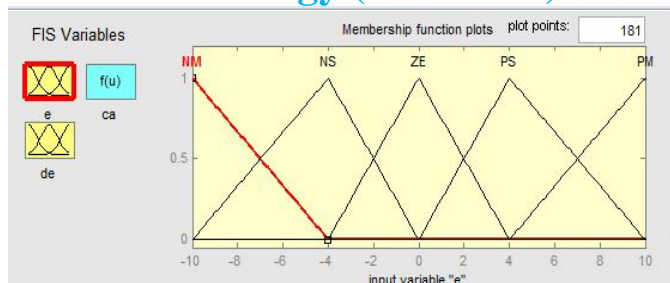 FIS Variables
Membership function plots
plot points:
181
f(u)
e
ca
de
NM
NS
ZE
PS
PM
1
0.5
0
-10
-8
-6
-4
-2
0
2
4
6
8
10
input variable "e"